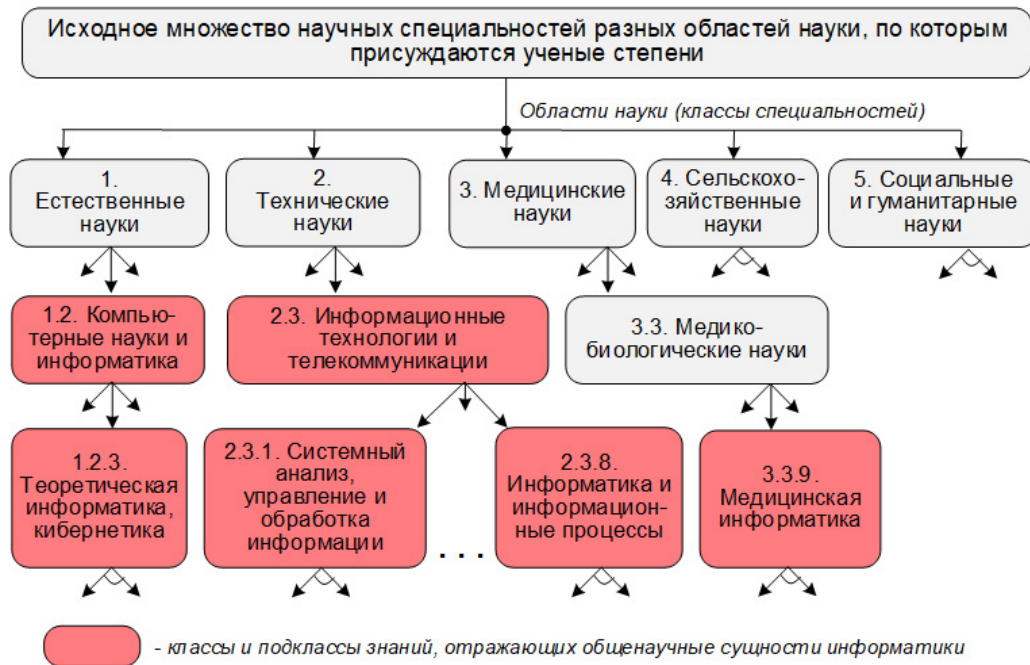 Исходное множество научных специальностей разных областей науки, по которым
присуждаются ученые степени
Области науки (классы специальностей)
1.
Естественные
науки
2.
Технические
науки
3. Медицинские
науки
4. Сельскохо-
зяйственные
науки
5. Социальные
и гуманитарные
науки
1.2. Компью-
терные науки и
информатика
2.3. Информационные
технологии и
телекоммуникации
3.3. Медико-
биологические науки
1.2.3.
Теоретическая
информатика,
кибернетика
2.3.1. Системный
анализ,
управление и
обработка
информации
. . .
2.3.8.
Информатика и
информацион-
ные процессы
3.3.9.
Медицинская
информатика
- классы и подклассы знаний, отражающих общенаучные сущности информатики